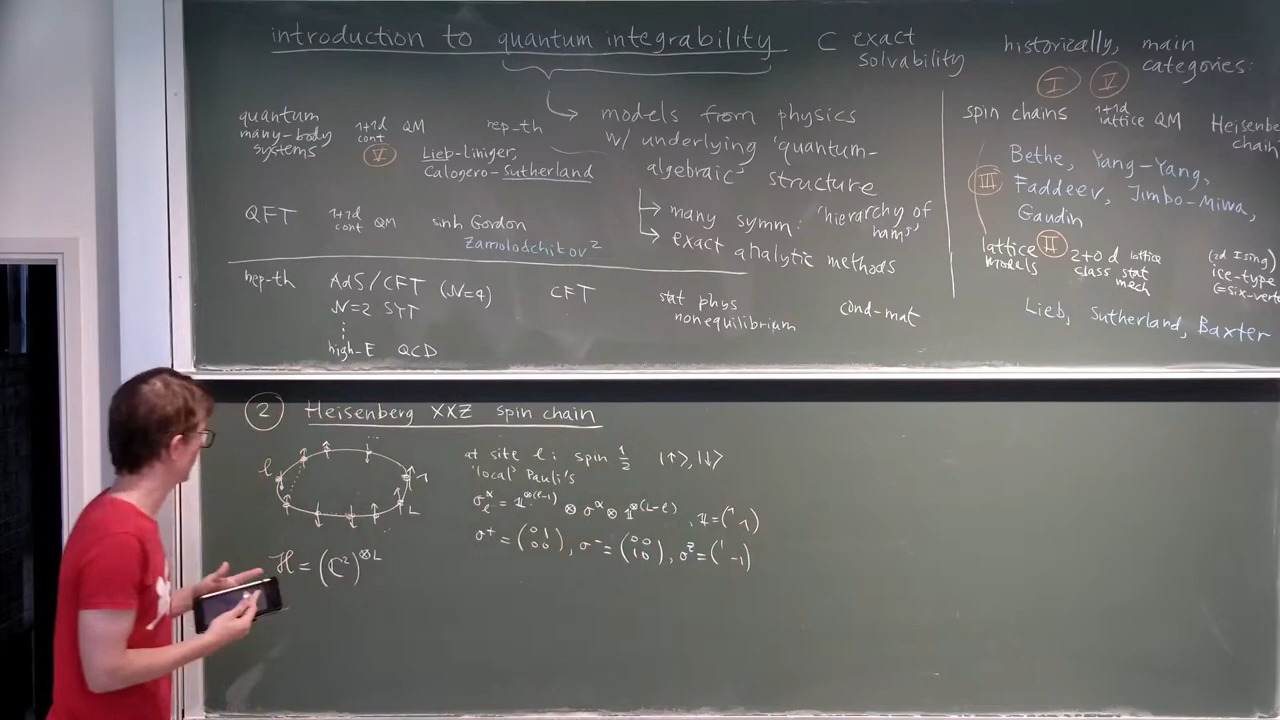 introduction to quantum integrability ⊂ exact solvability
quantum many-body systems
1+1d cont QM
Ⓥ
hep-th
Lieb-Liniger,
Calogero-Sutherland
QFT
1+1d cont QM
sinh Gordon
Zamolodchikov²
hep-th
AdS/CFT (N=4)
N=2 SYT
⋮
high-E QCD
CFT
stat phys
nonequilibrium
cond-mat
→ models from physics
w/ underlying 'quantum-
algebraic' structure
→ many symm: 'hierarchy of hams'
→ exact analytic methods
historically, main
categories:
Ⓘ Ⓥ
spin chains
1+1d lattice QM
Heisenbe
chain
Bethe, Yang-Yang,
Ⅲ Faddeev, Jimbo-Miwa,
Gaudin
lattice models
Ⅱ
2+0 d lattice
class stat
mech
(2d Ising)
ice-type
(=six-verte
Lieb, Sutherland, Baxter
② Heisenberg XXZ spin chain
ℓ
1
L
at site ℓ: spin 1/2 |↑>, |↓>
'local' Pauli's
σ_ℓ^α = 𝟙^{⊗(ℓ-1)} ⊗ σ^α ⊗ 𝟙^{⊗(L-ℓ)}, 𝟙 = (1 1)
σ⁺ = (0 1 0 0), σ⁻ = (0 0 1 0), σ^z = (1 -1)
H = (ℂ²)^{⊗L}